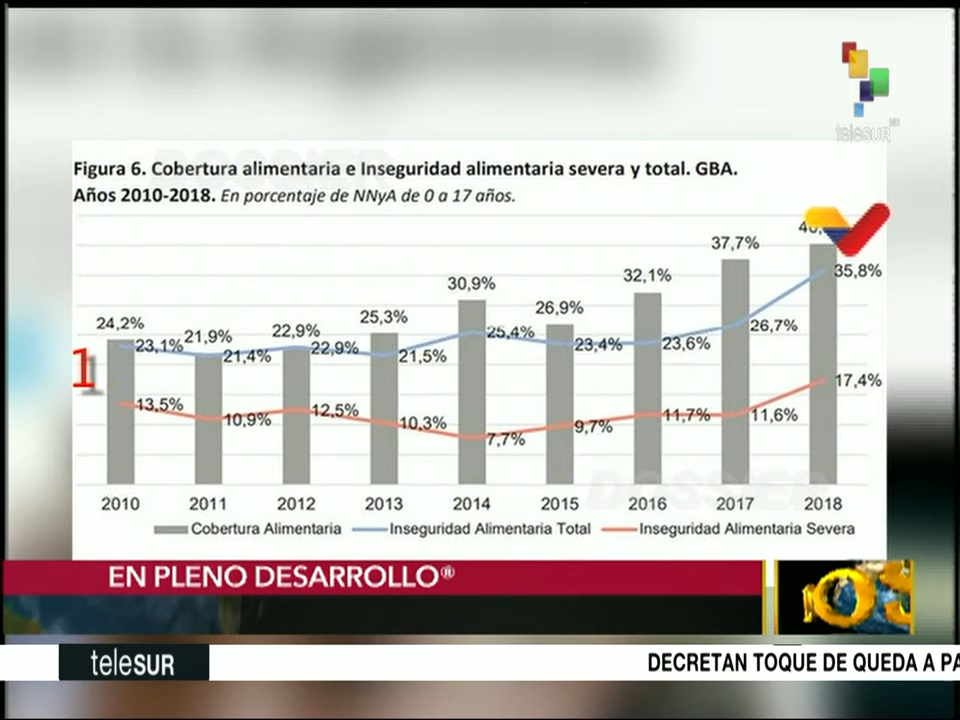 teleSUR HD
Figura 6. Cobertura alimentaria e Inseguridad alimentaria severa y total. GBA.
Años 2010-2018. En porcentaje de NNyA de 0 a 17 años.
24,2% 21,9% 22,9% 25,3% 30,9% 26,9% 32,1% 37,7%
23,1% 21,4% 22,9% 21,5% 25,4% 23,4% 23,6% 26,7% 35,8%
1
13,5% 10,9% 12,5% 10,3% 7,7% 9,7% 11,7% 11,6% 17,4%
DOSSIER
2010 2011 2012 2013 2014 2015 2016 2017 2018
Cobertura Alimentaria Inseguridad Alimentaria Total Inseguridad Alimentaria Severa
EN PLENO DESARROLLO®
OS
teleSUR
DECRETAN TOQUE DE QUEDA A PA